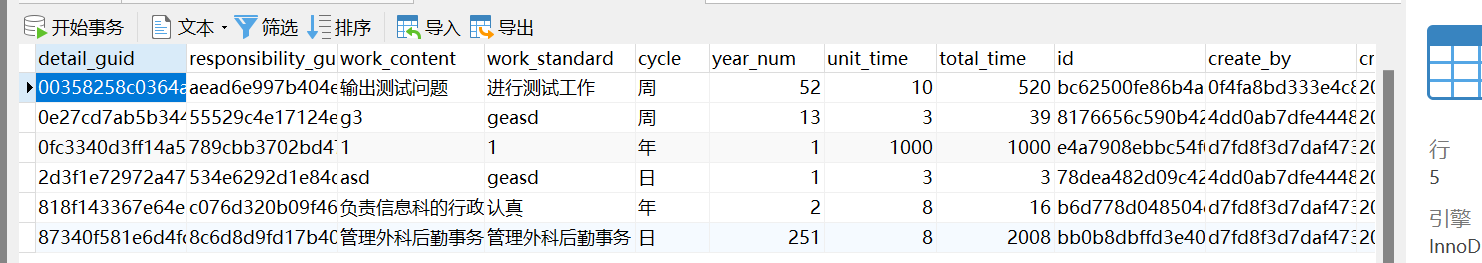 开始事务 文本 筛选 排序 导入 导出
detail_guid responsibility_gu work_content work_standard cycle year_num unit_time total_time id create_by cr
00358258c0364a aead6e997b404e 输出测试问题 进行测试工作 周 52 10 520 bc62500fe86b4a 0f4fa8bd333e4c8 20
0e27cd7ab5b344 55529c4e17124e g3 geasd 周 13 3 39 8176656c590b42 4dd0ab7dfe4448 20
0fc3340d3ff14a5 789cbb3702bd47 1 1 年 1 1000 1000 e4a7908ebbc54f d7fd8f3d7daf473 20
2d3f1e72972a47 534e6292d1e84c asd geasd 日 1 3 3 78dea482d09c42 4dd0ab7dfe4448 20
818f143367e64e c076d320b09f46 负责信息科的行政 认真 年 2 8 16 b6d778d048504 d7fd8f3d7daf473 20
87340f581e6d4f 8c6d8d9fd17b40 管理外科后勤事务 管理外科后勤事务 日 251 8 2008 bb0b8dbffd3e40 d7fd8f3d7daf473 20
行
5
引擎
InnoD